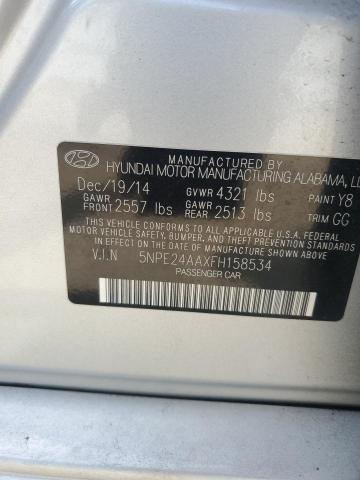 MANUFACTURED BY
HYUNDAI MOTOR MANUFACTURING ALABAMA,
Dec/19/14 GVWR 4321 lbs PAINT Y8
GAWR FRONT 2557 lbs GAWR REAR 2513 lbs TRIM GG
THIS VEHICLE CONFORMS TO ALL APPLICABLE U.S.A. FEDERAL
MOTOR VEHICLE SAFETY, BUMPER, AND THEFT PREVENTION
STANDARDS IN EFFECT ON THE DATE OF MANUFACTURE SHOWN ABOVE.
V.I.N 5NPE24AAXFH158534
PASSENGER CAR